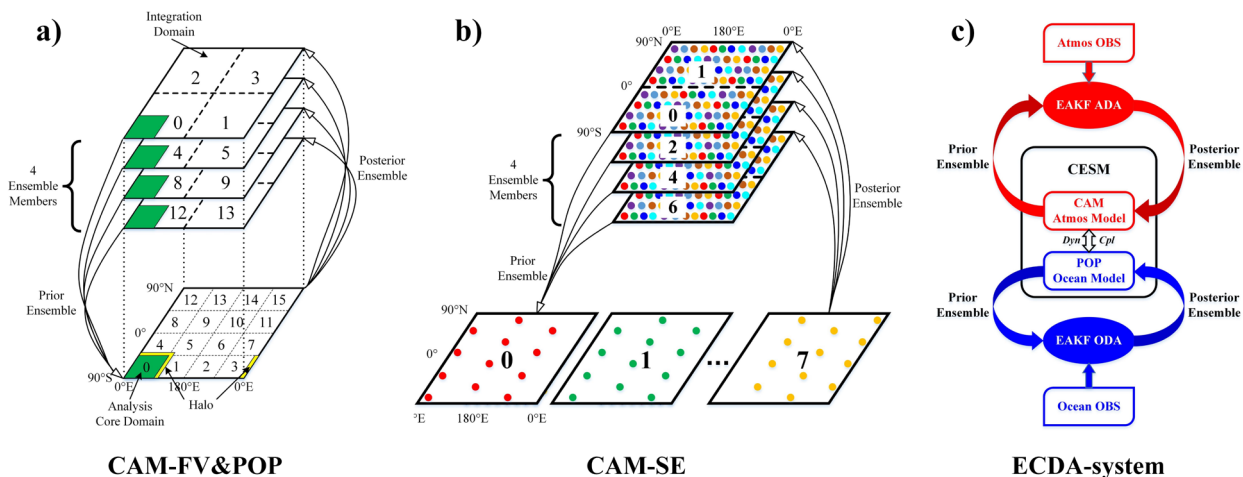 a)
Integration
Domain
2 3
0 1
4 5
8 9
12 13
4
Ensemble
Members
Posterior
Ensemble
Prior
Ensemble
90°N
0°
90°S
12 13 14 15
8 9 10 11
4 5 6 7
0 1 2 3
0°E 180°E 0°E
Analysis
Core Domain
Halo
CAM-FV&POP
b)
0°E 180°E 0°E
90°N
0°
90°S
1
0
2
4
6
4
Ensemble
Members
Posterior
Ensemble
Prior
Ensemble
90°N
0°
0 1 ... 7
°E 180°E 0°E
CAM-SE
c)
Atmos OBS
EAKF ADA
Prior
Ensemble
Posterior
Ensemble
CESM
CAM
Atmos Model
Dyn Cpl
POP
Ocean Model
Prior
Ensemble
Posterior
Ensemble
EAKF ODA
Ocean OBS
ECDA-system